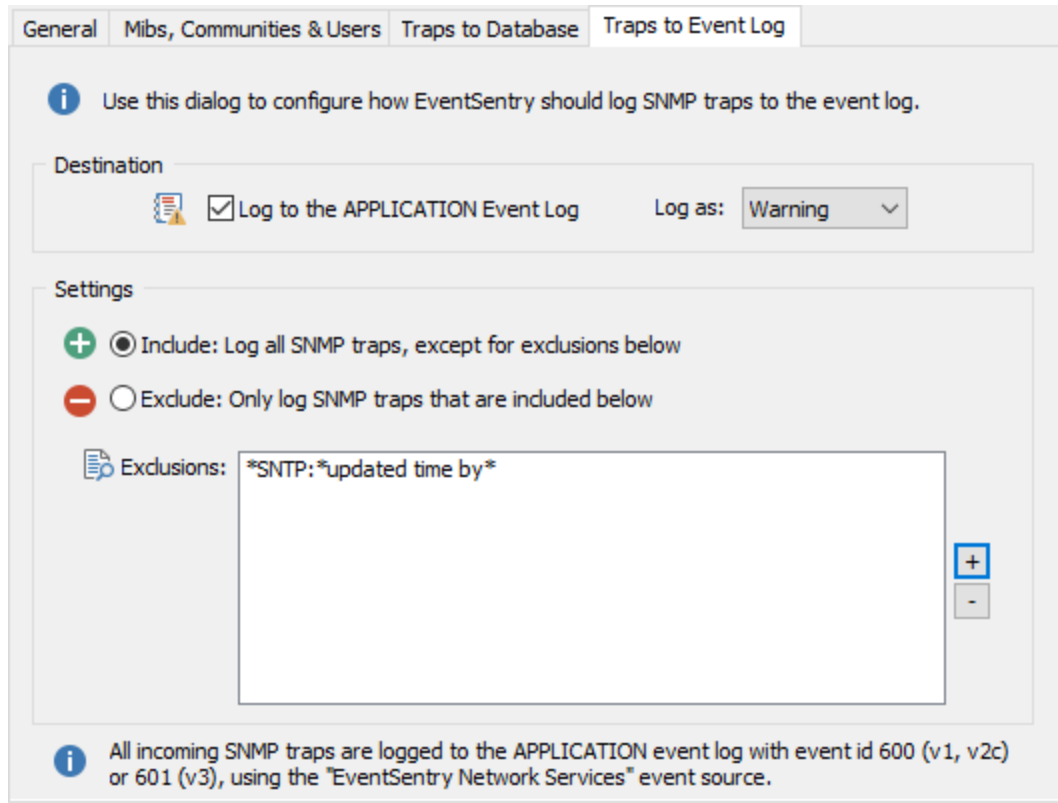 General
Mibs, Communities & Users
Traps to Database
Traps to Event Log
Use this dialog to configure how EventSentry should log SNMP traps to the event log.
Destination
Log to the APPLICATION Event Log
Log as:
Warning
Settings
Include: Log all SNMP traps, except for exclusions below
Exclude: Only log SNMP traps that are included below
Exclusions:
*SNTP:*updated time by*
+
-
All incoming SNMP traps are logged to the APPLICATION event log with event id 600 (v1, v2c)
or 601 (v3), using the "EventSentry Network Services" event source.